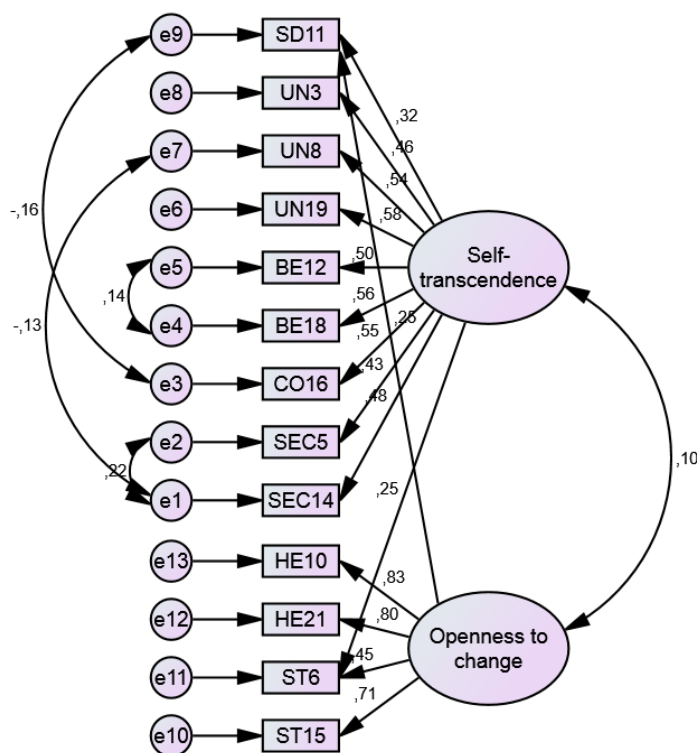 e9
SD11
e8
UN3
,32
,46
e7
UN8
,54
-,16
e6
UN19
,58
Self-
transcendence
e5
BE12
,50
,14
e4
BE18
,56
,25
-,13
,55
e3
CO16
,43
,48
e2
SEC5
,22
,10
e1
SEC14
,25
e13
HE10
,83
e12
HE21
,80
Openness to
change
,45
e11
ST6
,71
e10
ST15